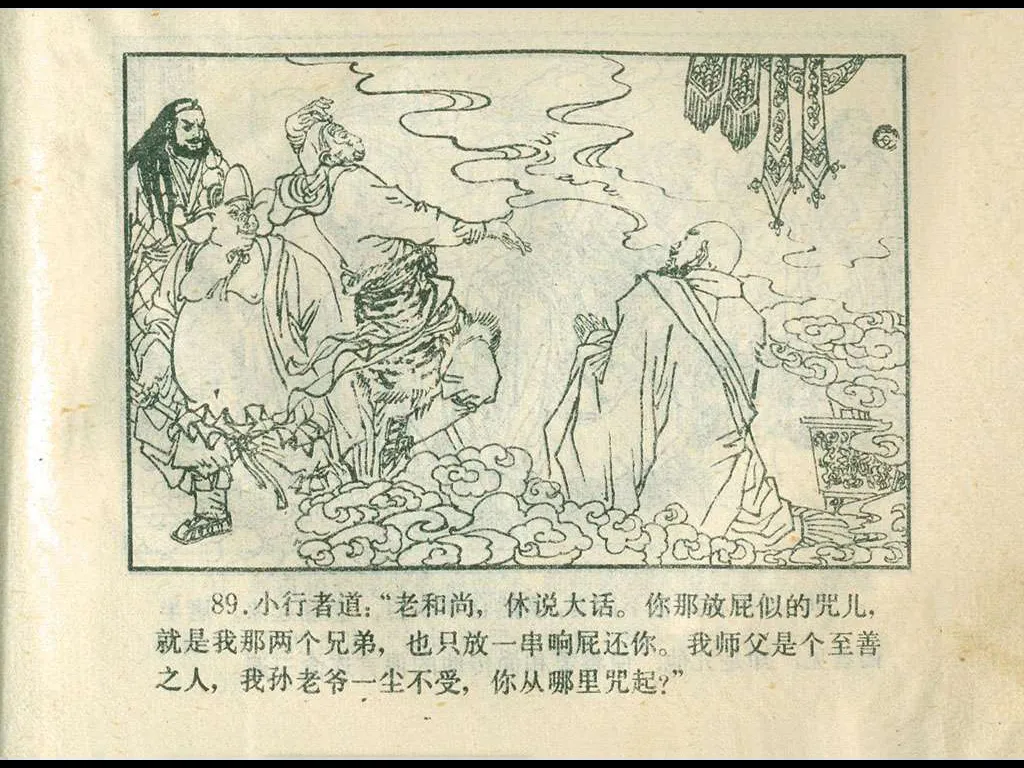 89.小行者道：“老和尚，休说大话。你那放屁似的咒儿，
就是我那两个兄弟，也只放一串响屁还你。我师父是个至善
之人，我孙老爷一尘不受，你从哪里咒起？”